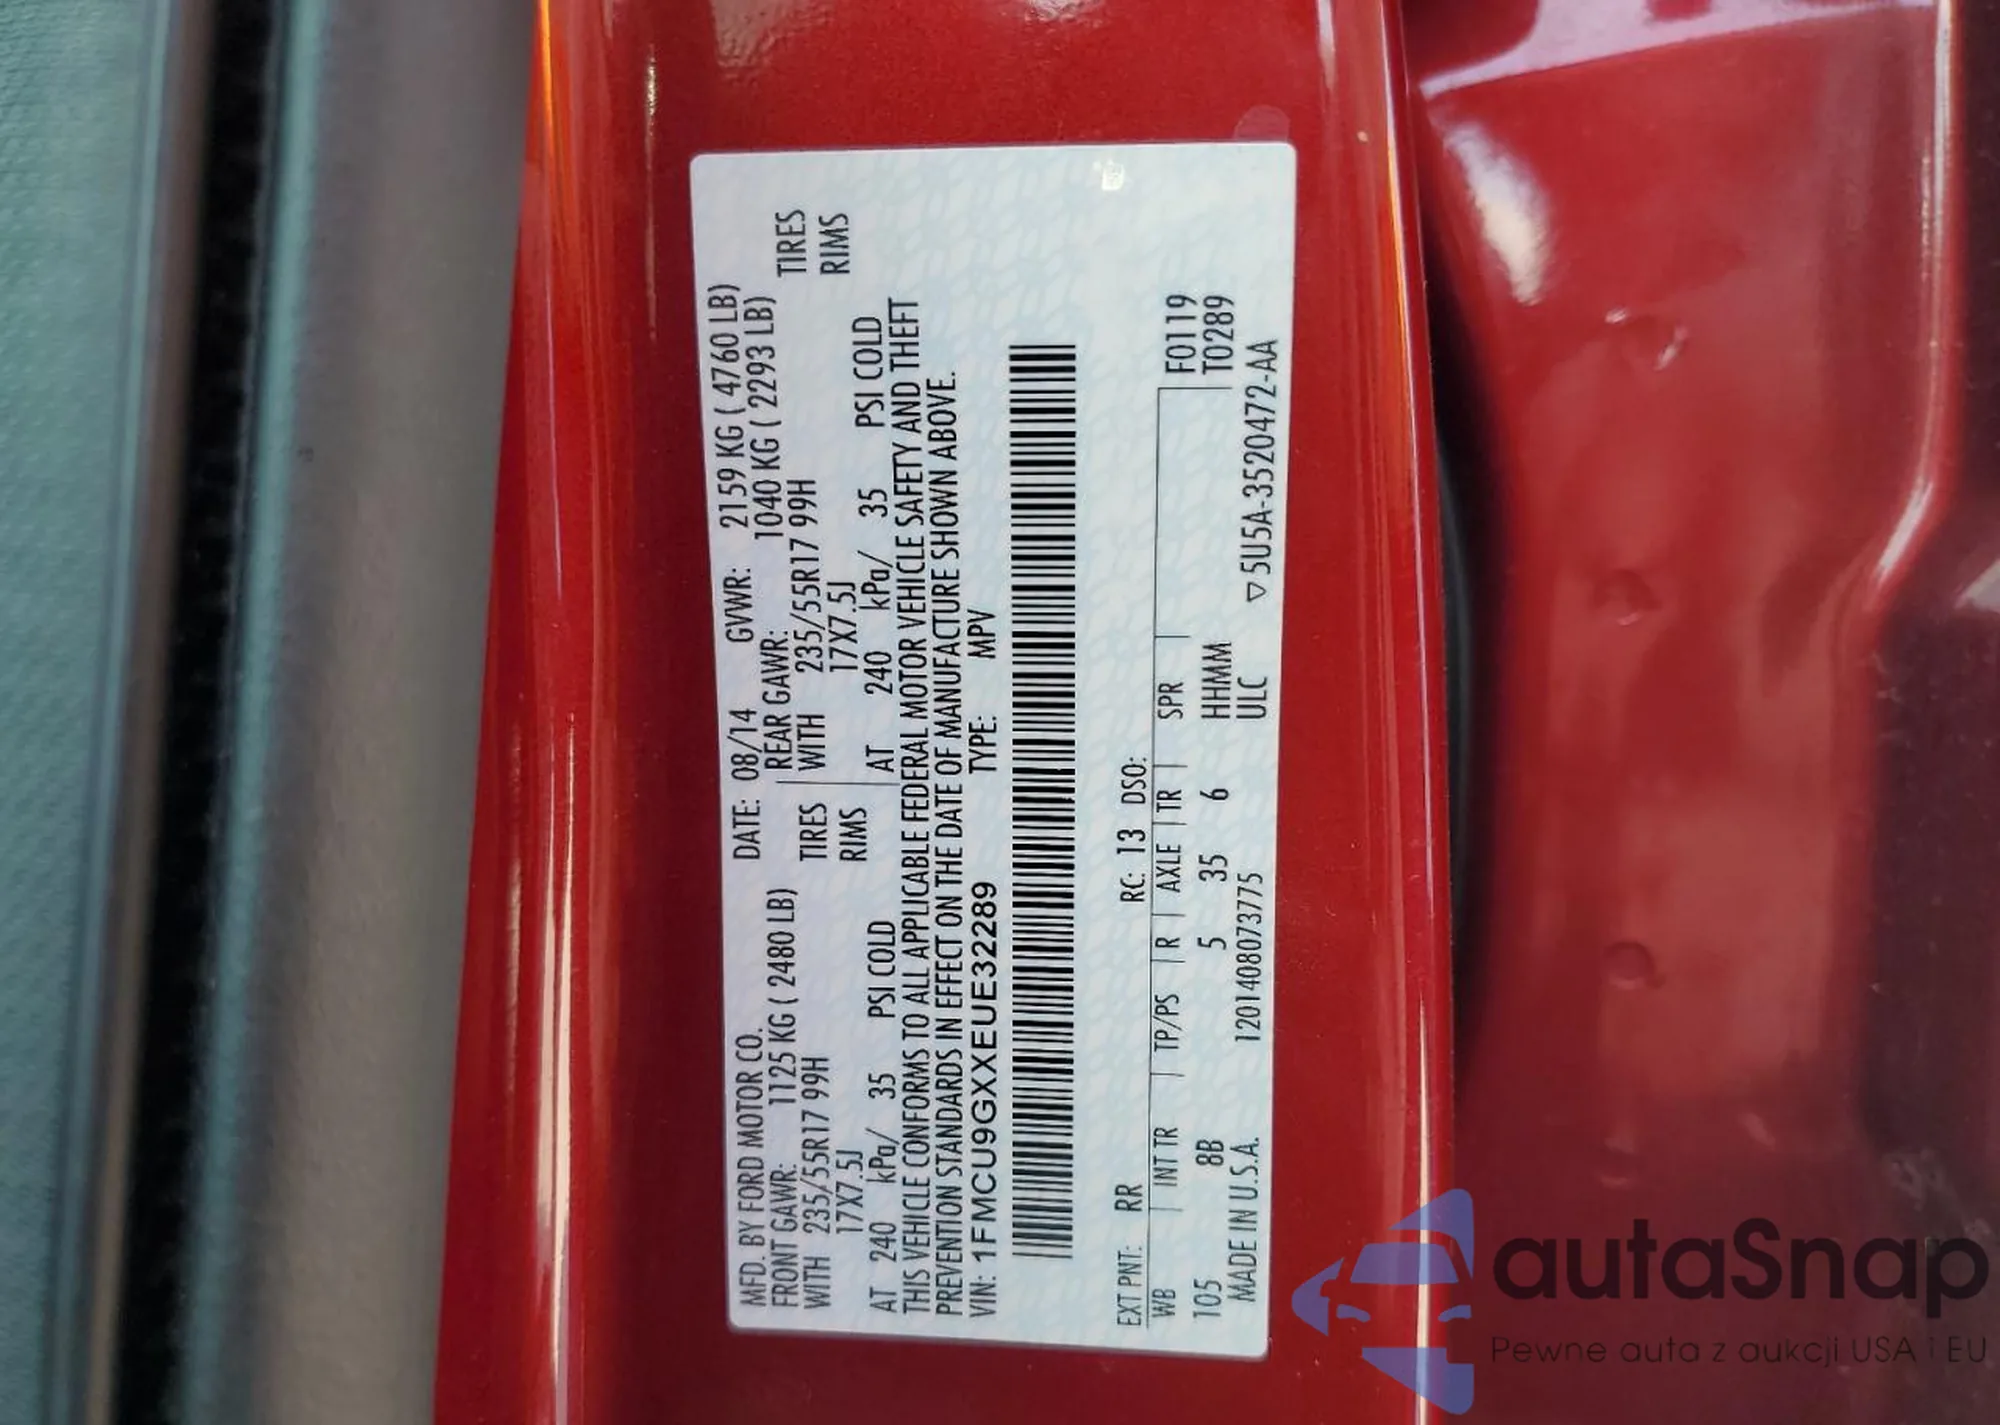 MFD. BY FORD MOTOR CO.
DATE: 08/14 GVWR: 2159 KG ( 4760 LB)
FRONT GAWR: 1125 KG ( 2480 LB) REAR GAWR: 1040 KG ( 2293 LB)
WITH 235/55R17 99H TIRES WITH 235/55R17 99H TIRES
17X7.5J RIMS 17X7.5J RIMS
AT 240 kPa/ 35 PSI COLD AT 240 kPa/ 35 PSI COLD
THIS VEHICLE CONFORMS TO ALL APPLICABLE FEDERAL MOTOR VEHICLE SAFETY AND THEFT
PREVENTION STANDARDS IN EFFECT ON THE DATE OF MANUFACTURE SHOWN ABOVE.
VIN: 1FMCU9GXXEUE32289 TYPE: MPV
EXT PNT: RR RC: 13 DSO: F0119
WB INT TR TP/PS R AXLE TR SPR T0289
105 8B 5 35 6 HHMM
MADE IN U.S.A. 1201408073775 ULC ▽5U5A-3520472-AA
autaSnap
Pewne auta z aukcji USA i EU